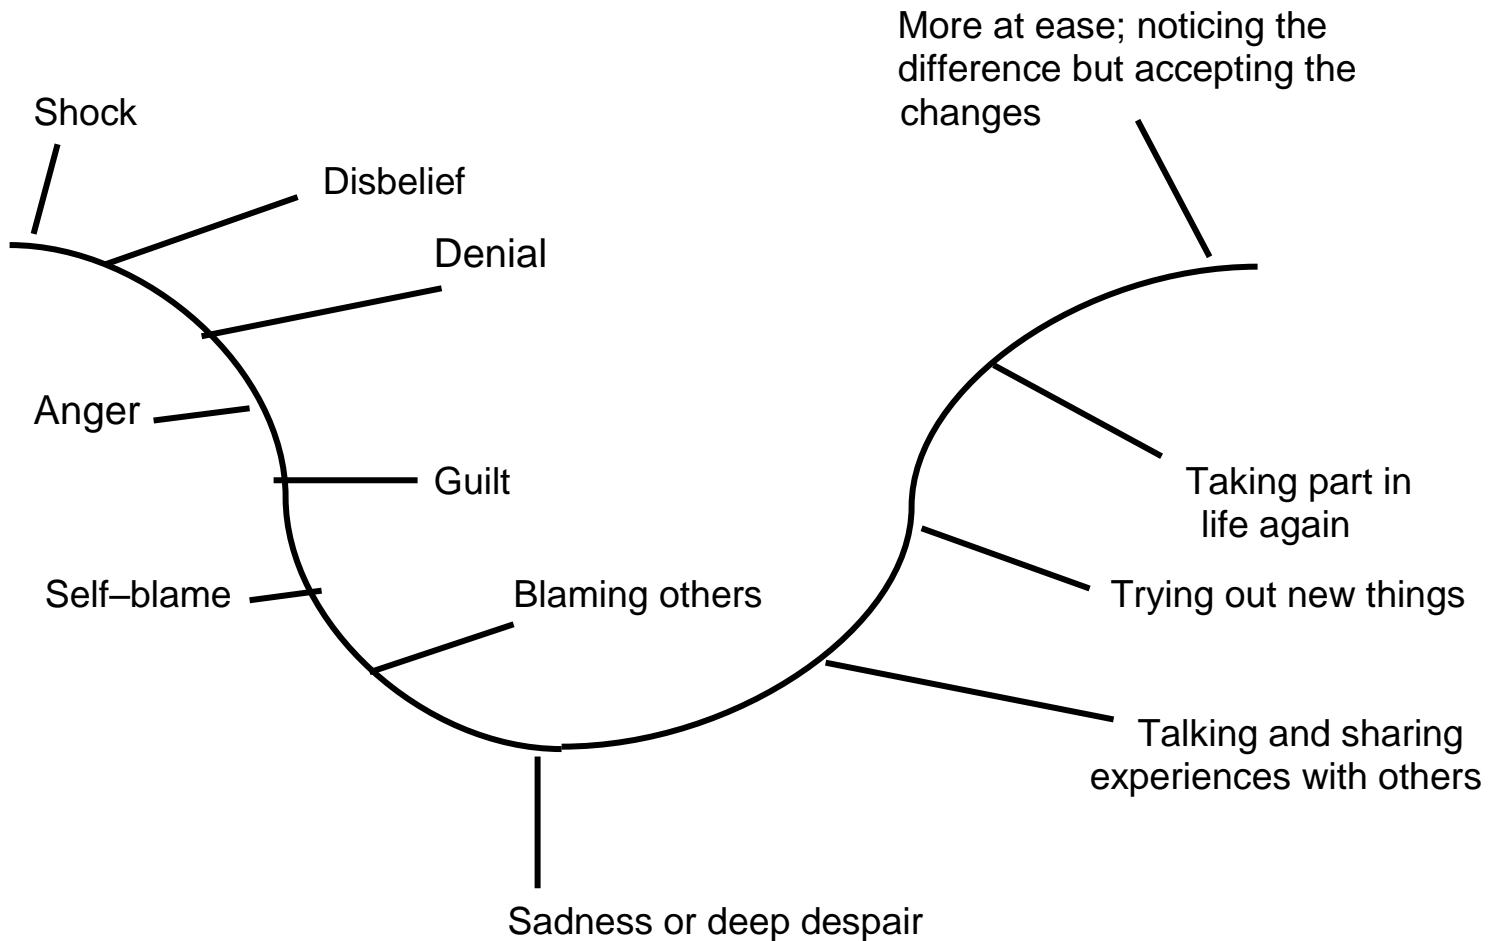 Shock
Disbelief
Denial
Anger
Guilt
Self–blame
Blaming others
Sadness or deep despair
Talking and sharing
experiences with others
Trying out new things
Taking part in
life again
More at ease; noticing the
difference but accepting the
changes